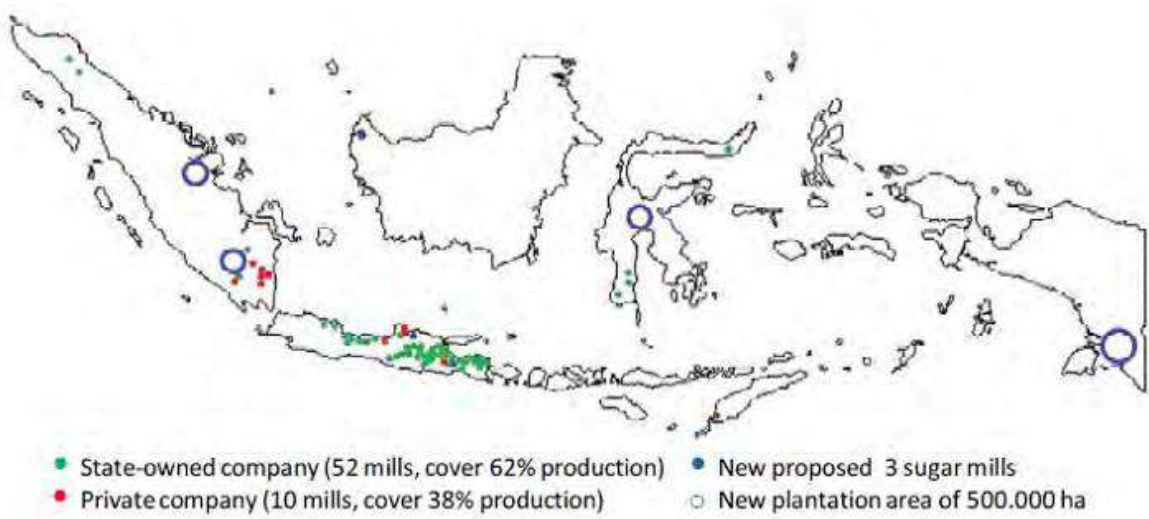 State-owned company (52 mills, cover 62% production)
New proposed 3 sugar mills
Private company (10 mills, cover 38% production)
New plantation area of 500.000 ha